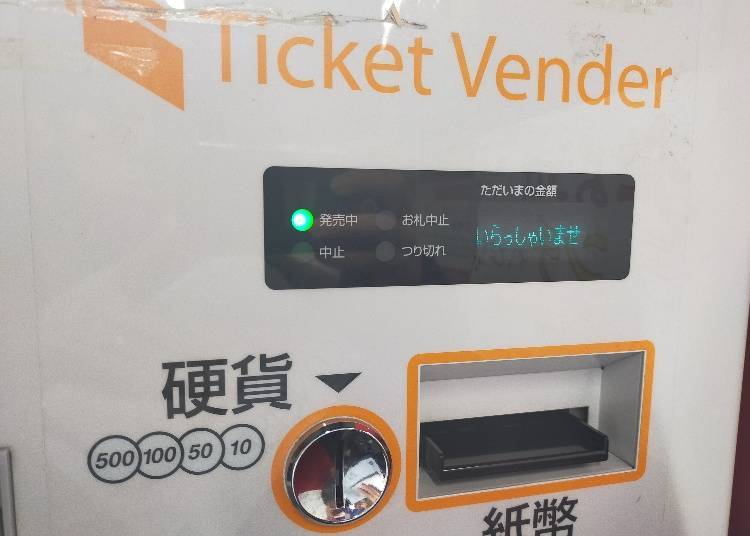 Ticket Vender
ただいまの金額
発売中 お札中止 いらっしゃいませ
中止 つり切れ
硬貨
500 100 50 10
紙幣